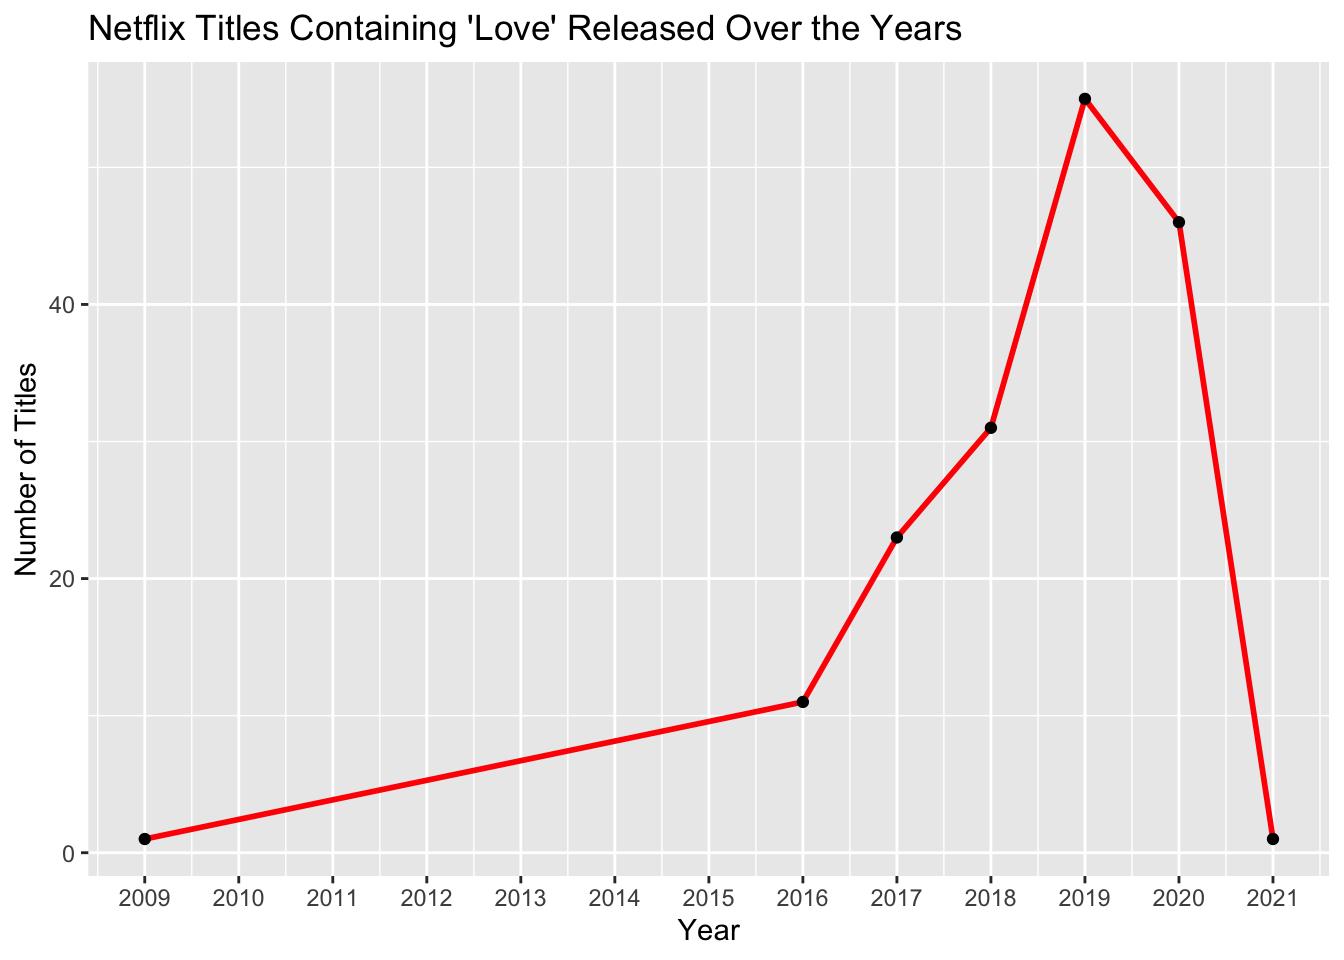 Netflix Titles Containing 'Love' Released Over the Years
Number of Titles
40
20
0
2009 2010 2011 2012 2013 2014 2015 2016 2017 2018 2019 2020 2021
Year